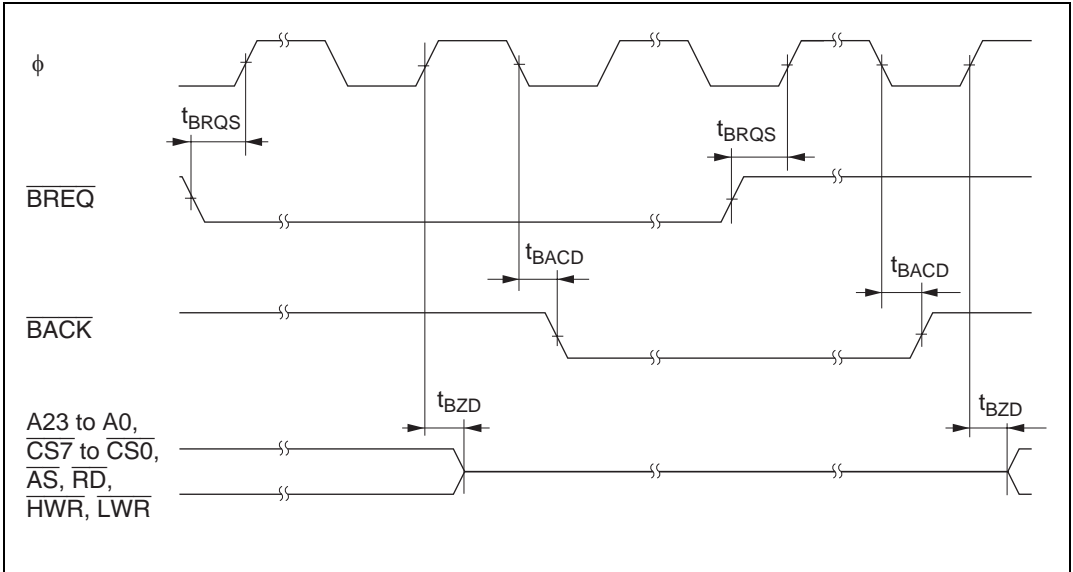 ϕ
tBRQS
tBRQS
BREQ
tBACD
tBACD
BACK
tBZD
tBZD
A23 to A0,
CS7 to CS0,
AS, RD,
HWR, LWR